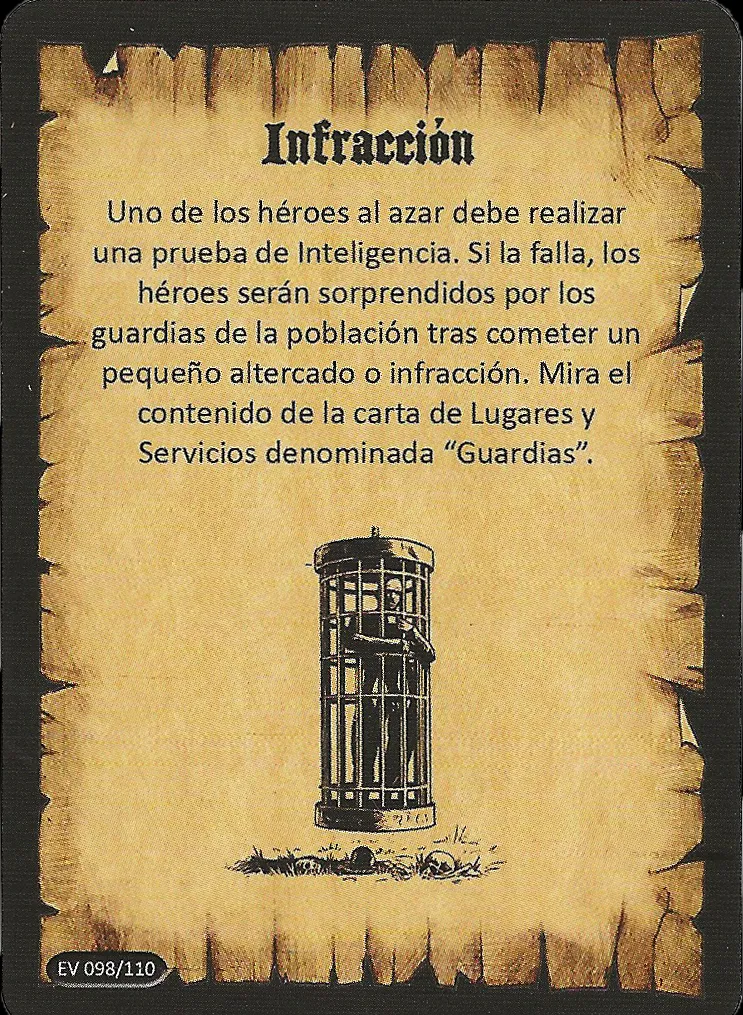 Infracción
Uno de los héroes al azar debe realizar
una prueba de Inteligencia. Si la falla, los
héroes serán sorprendidos por los
guardias de la población tras cometer un
pequeño altercado o infracción. Mira el
contenido de la carta de Lugares y
Servicios denominada “Guardias”.
EV 098/110